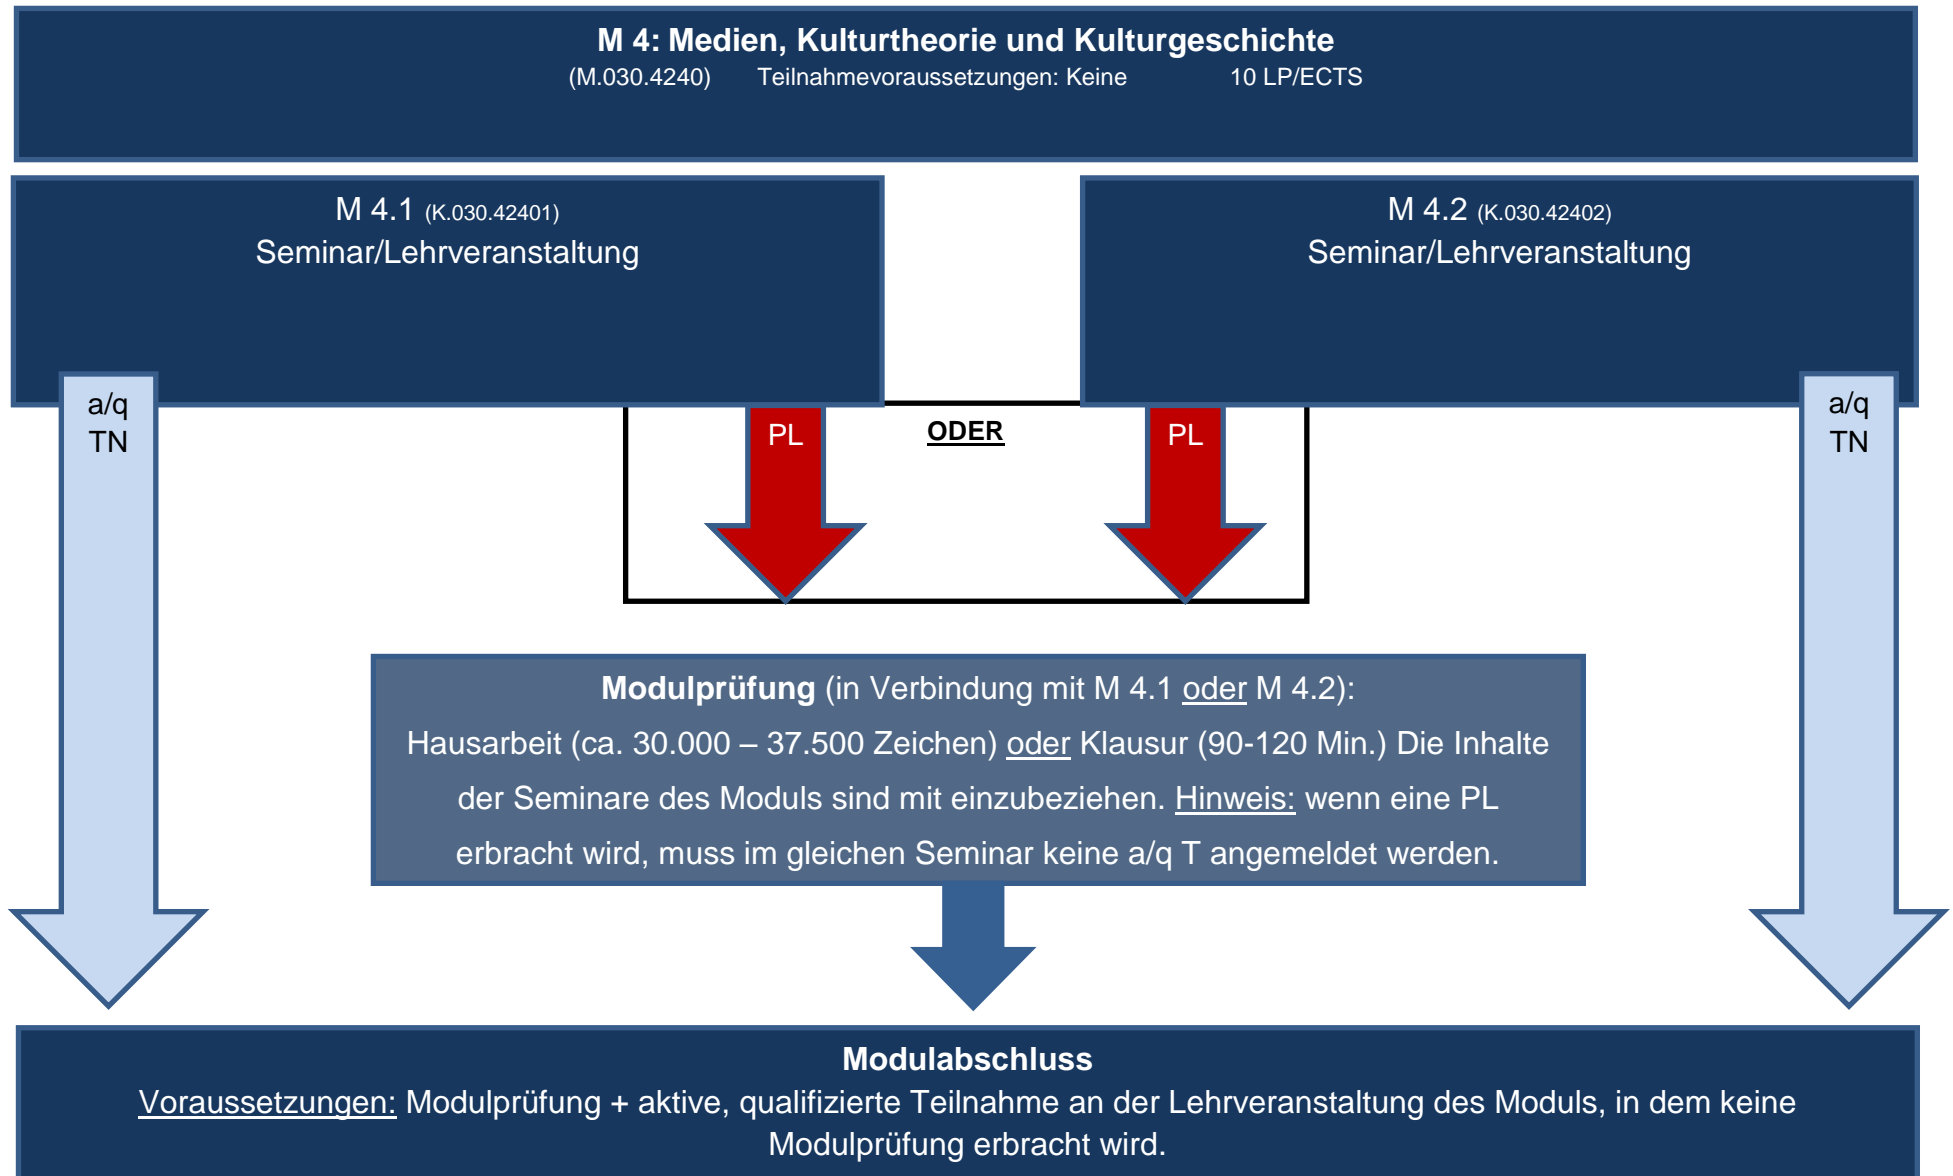 M 4: Medien, Kulturtheorie und Kulturgeschichte
(M.030.4240) Teilnahmevoraussetzungen: Keine 10 LP/ECTS
M 4.1 (K.030.42401)
Seminar/Lehrveranstaltung
M 4.2 (K.030.42402)
Seminar/Lehrveranstaltung
a/q
TN
PL
ODER
PL
a/q
TN
Modulprüfung (in Verbindung mit M 4.1 oder M 4.2):
Hausarbeit (ca. 30.000 – 37.500 Zeichen) oder Klausur (90-120 Min.) Die Inhalte
der Seminare des Moduls sind mit einzubeziehen. Hinweis: wenn eine PL
erbracht wird, muss im gleichen Seminar keine a/q T angemeldet werden.
Modulabschluss
Voraussetzungen: Modulprüfung + aktive, qualifizierte Teilnahme an der Lehrveranstaltung des Moduls, in dem keine
Modulprüfung erbracht wird.